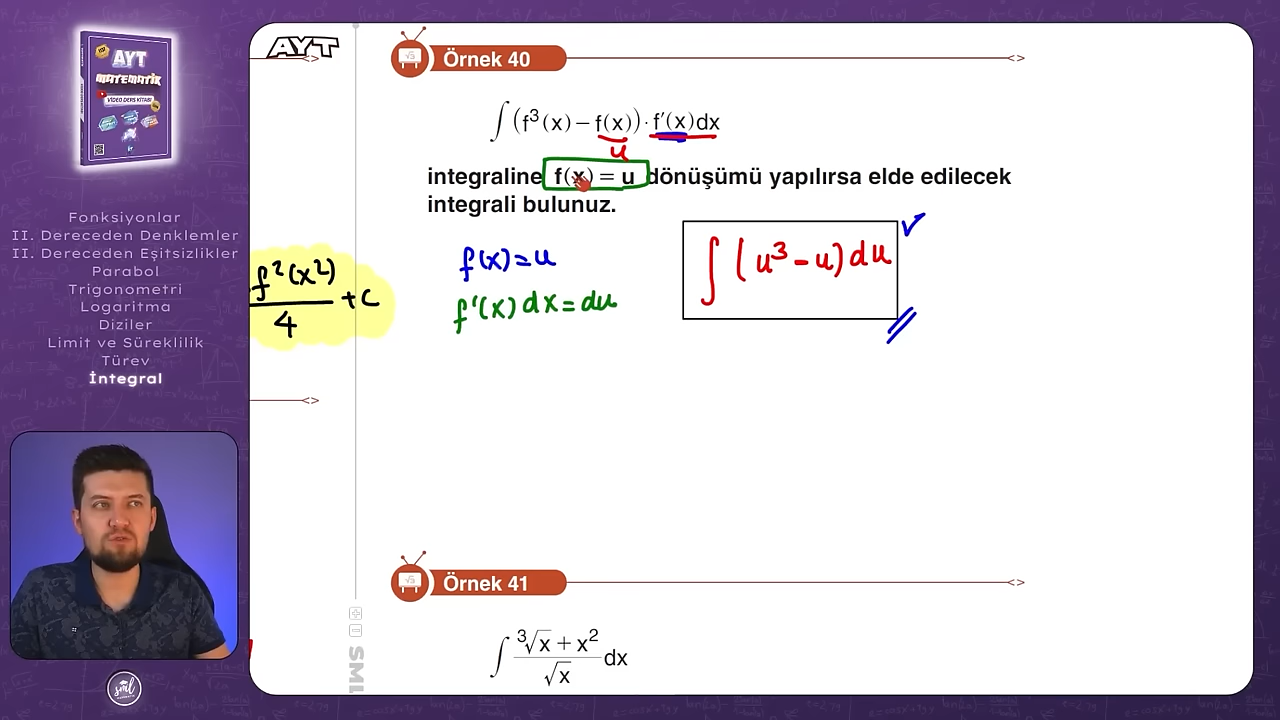 AYT
AYT
MATEMATİK
VİDEO DERS KİTABI
Fonksiyonlar
II. Dereceden Denklemler
II. Dereceden Eşitsizlikler
Parabol
Trigonometri
Logaritma
Diziler
Limit ve Süreklilik
Türev
İntegral
f²(x²)
4
+ C
Örnek 40
∫ (f³(x) − f(x)) · f′(x)dx
u
integraline f(x) = u dönüşümü yapılırsa elde edilecek
integrali bulunuz.
f(x) = u
f'(x) dx = du
∫ (u³ − u) du
Örnek 41
∫ (∛x + x²)/√x dx
SML
sml